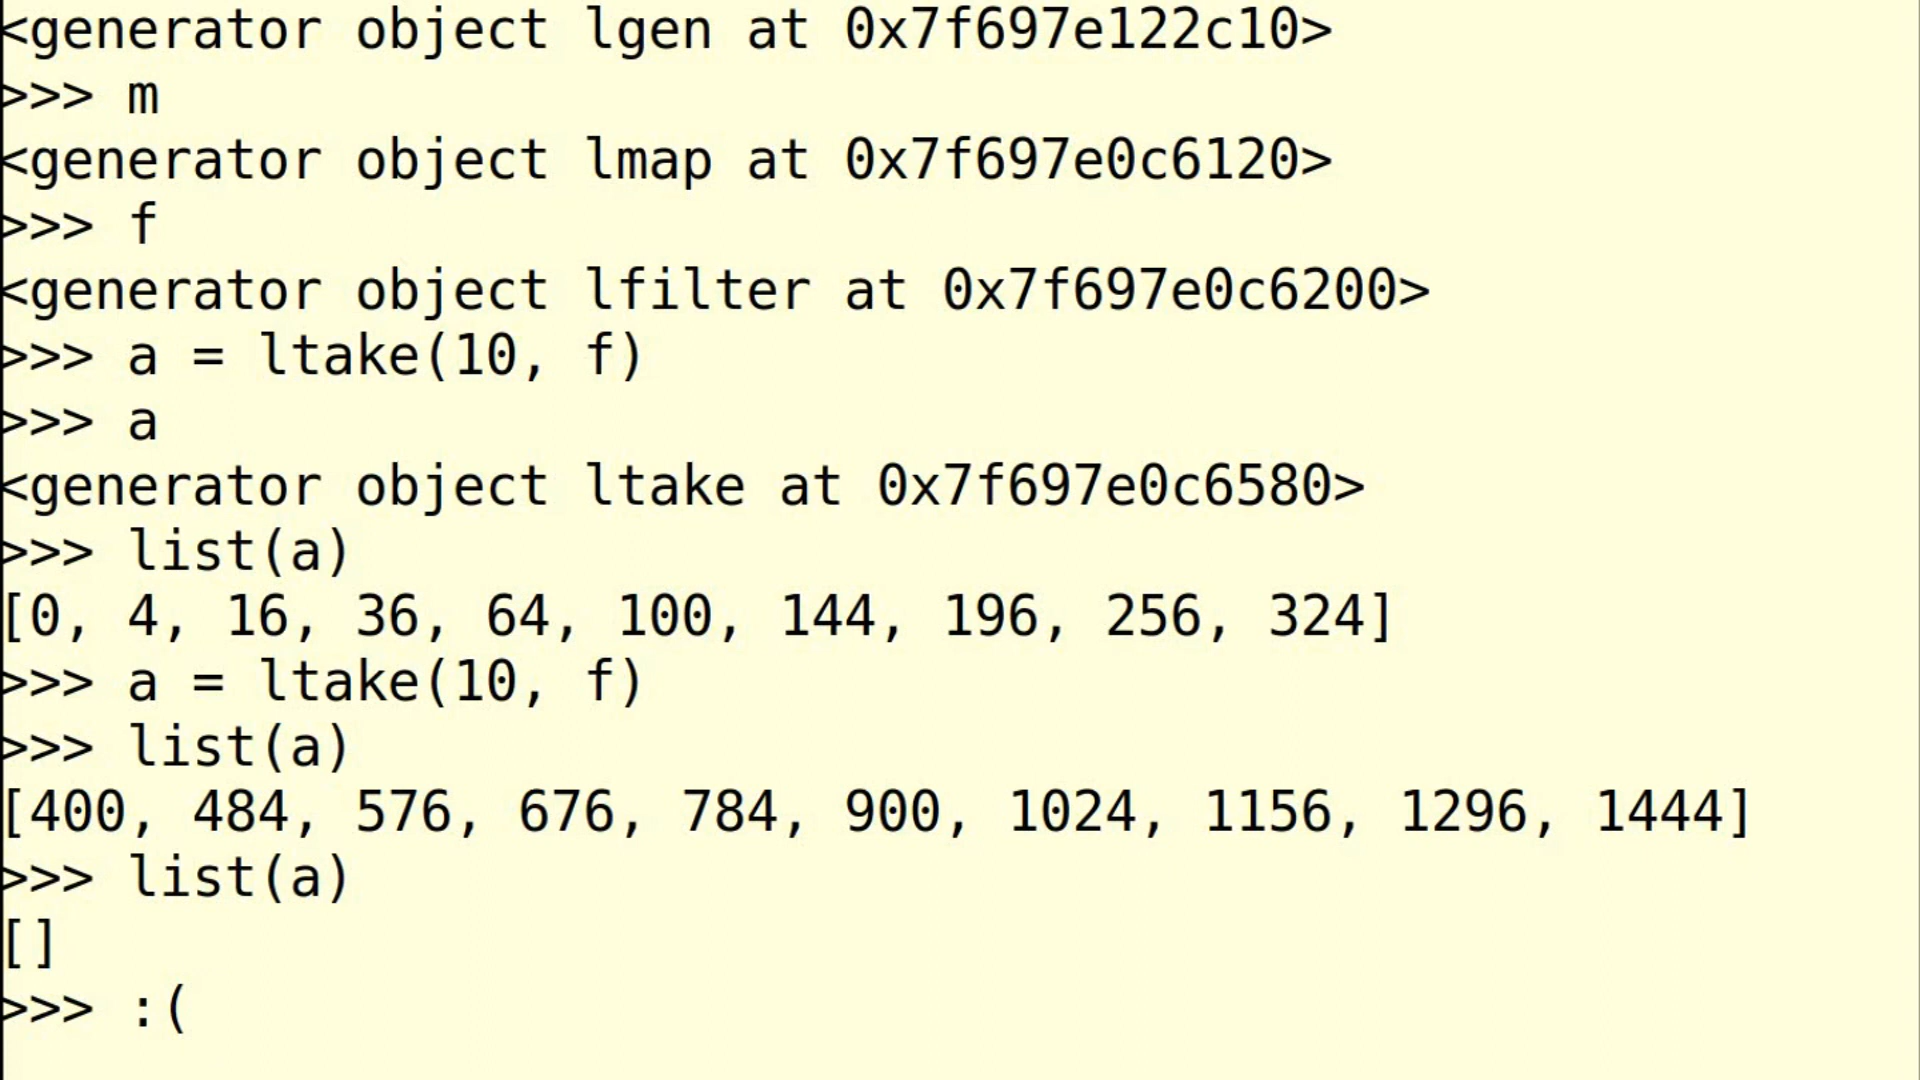 <generator object lgen at 0x7f697e122c10>
>>> m
<generator object lmap at 0x7f697e0c6120>
>>> f
<generator object lfilter at 0x7f697e0c6200>
>>> a = ltake(10, f)
>>> a
<generator object ltake at 0x7f697e0c6580>
>>> list(a)
[0, 4, 16, 36, 64, 100, 144, 196, 256, 324]
>>> a = ltake(10, f)
>>> list(a)
[400, 484, 576, 676, 784, 900, 1024, 1156, 1296, 1444]
>>> list(a)
[]
>>> :(